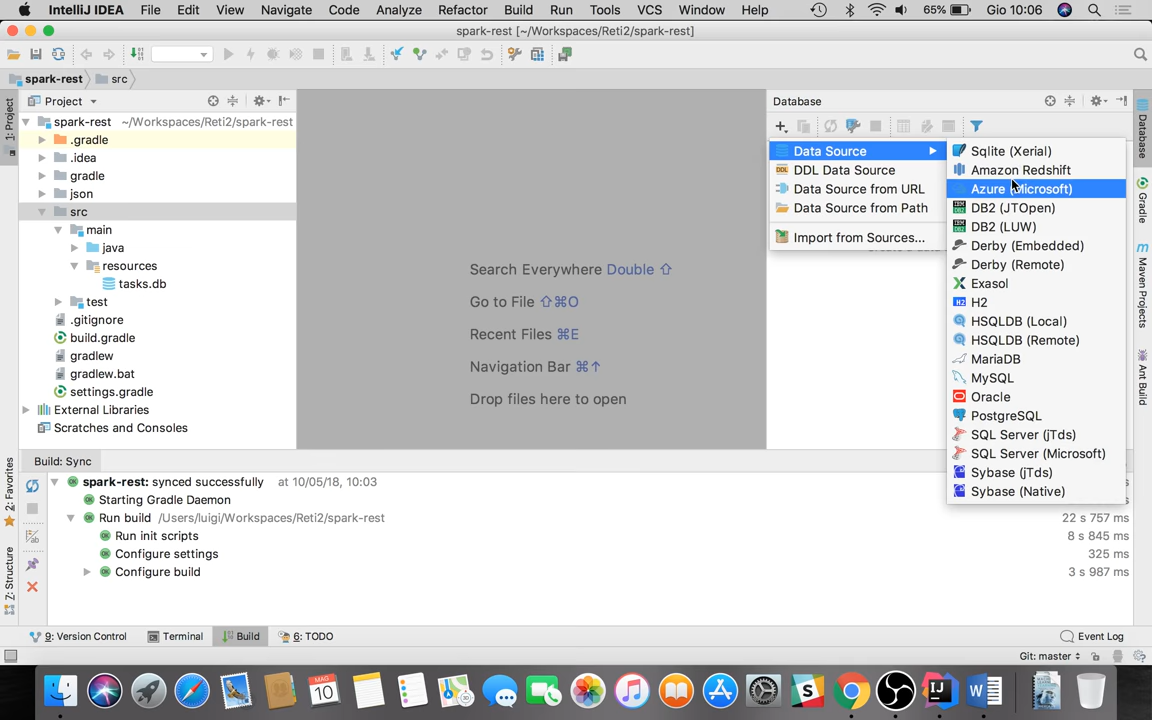 IntelliJ IDEA File Edit View Navigate Code Analyze Refactor Build Run Tools VCS Window Help 65% Gio 10:06
spark-rest [~/Workspaces/Reti2/spark-rest]
spark-rest src
1: Project
Project
spark-rest ~/Workspaces/Reti2/spark-rest
.gradle
.idea
gradle
json
src
main
java
resources
tasks.db
test
.gitignore
build.gradle
gradlew
gradlew.bat
settings.gradle
External Libraries
Scratches and Consoles
Search Everywhere Double ⇧
Go to File ⇧⌘O
Recent Files ⌘E
Navigation Bar ⌘↑
Drop files here to open
Database
Data Source
DDL DDL Data Source
Data Source from URL
Data Source from Path
Import from Sources...
Sqlite (Xerial)
Amazon Redshift
Azure (Microsoft)
IBM DB2 DB2 (JTOpen)
IBM DB2 DB2 (LUW)
Derby (Embedded)
Derby (Remote)
Exasol
H2 H2
HSQLDB (Local)
HSQLDB (Remote)
MariaDB
MySQL
Oracle
PostgreSQL
SQL Server (jTds)
SQL Server (Microsoft)
Sybase (jTds)
Sybase (Native)
Database
Gradle
Maven Projects
Ant Build
2: Favorites
Z: Structure
Build: Sync
spark-rest: synced successfully at 10/05/18, 10:03
Starting Gradle Daemon
Run build /Users/luigi/Workspaces/Reti2/spark-rest 22 s 757 ms
Run init scripts 8 s 845 ms
Configure settings 325 ms
Configure build 3 s 987 ms
9: Version Control Terminal Build 6: TODO Event Log
Git: master
MAG
10